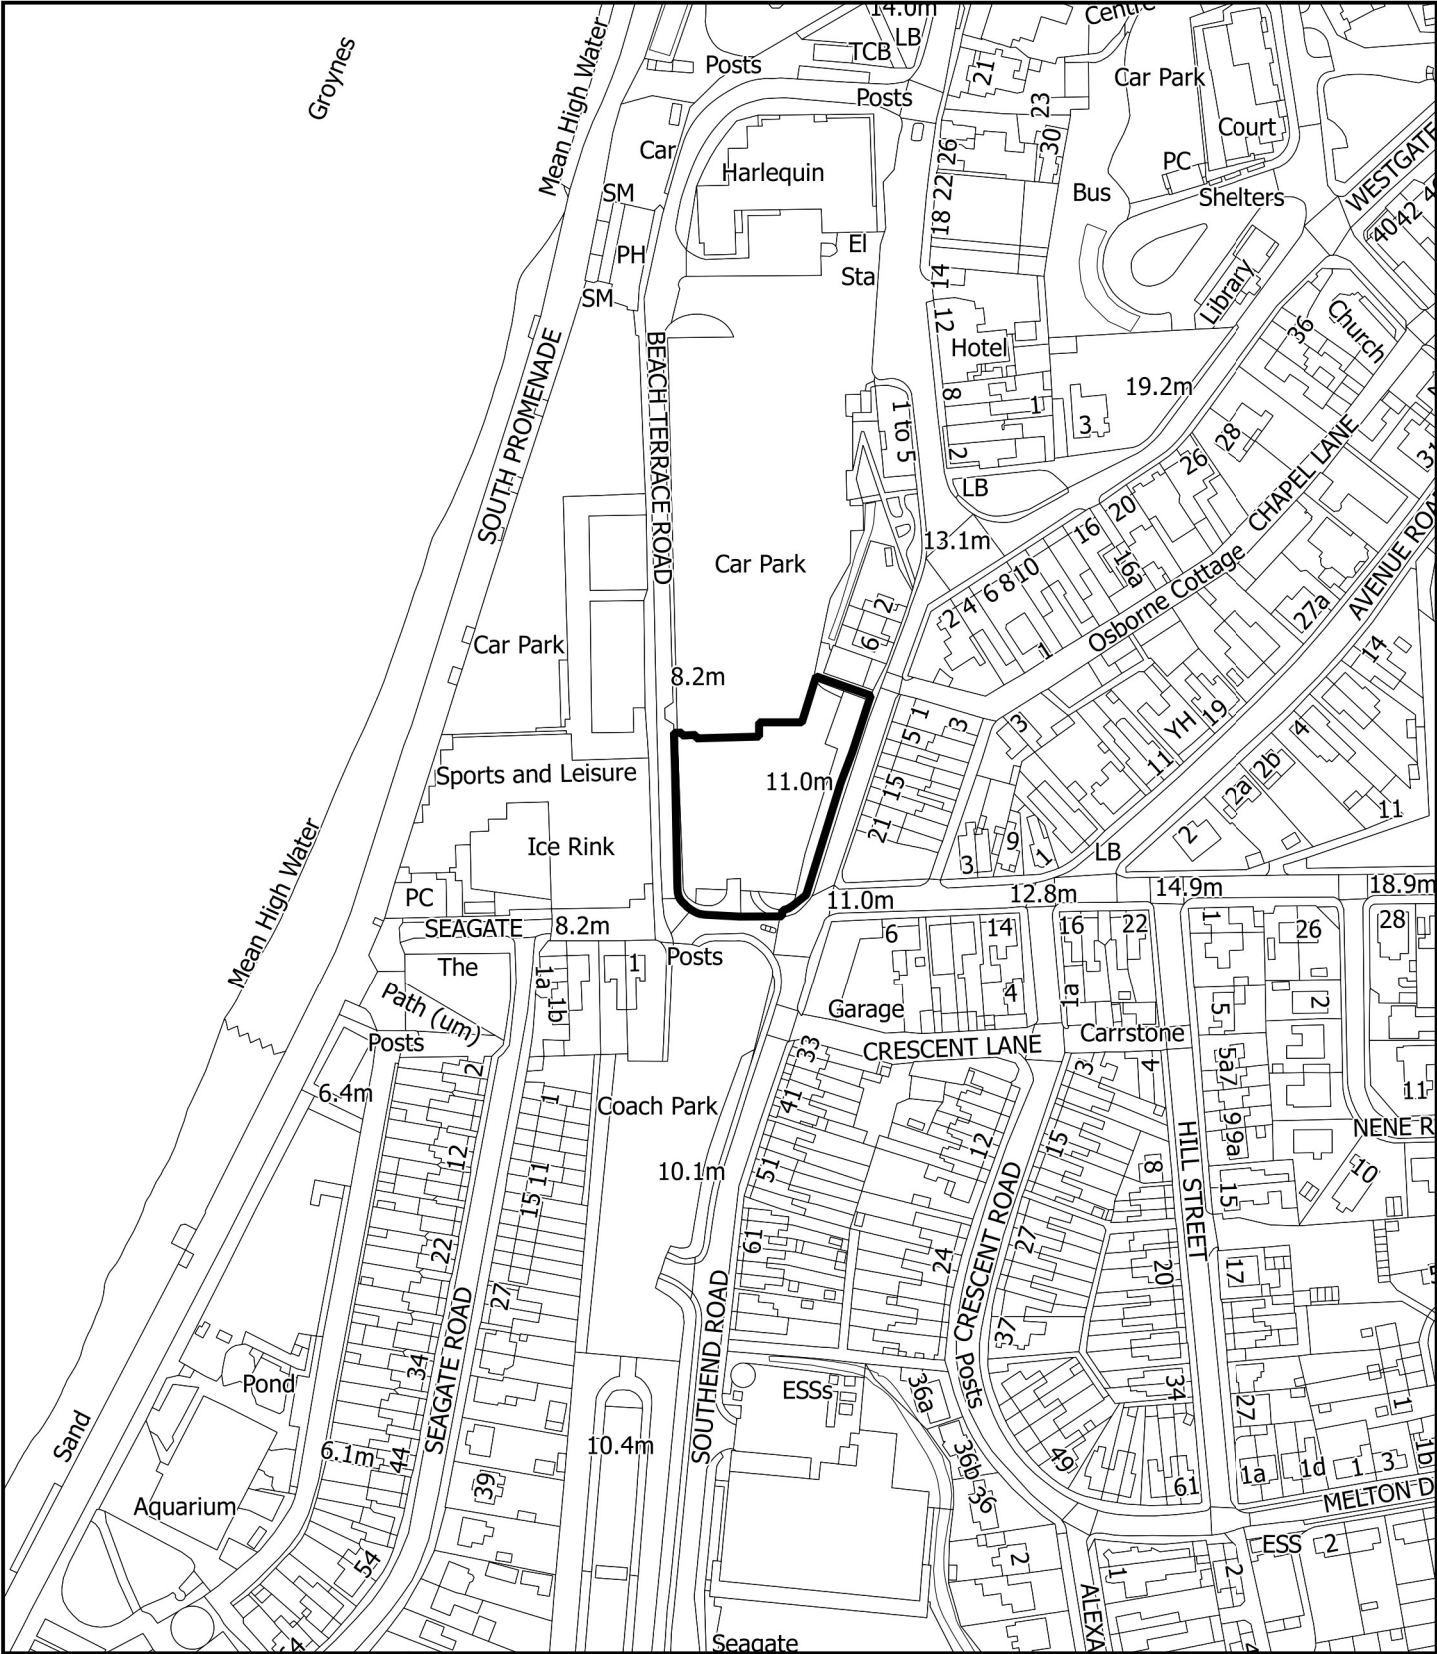 14.0m
Centre
Groynes
Mean High Water
Posts
TCB
LB
21
Car Park
Posts
23
Court
Car
Harlequin
26
30
PC
WESTGATE
SM
22
Bus
Shelters
40
42
18
PH
El
Sta
14
SM
Library
12
36
Church
SOUTH PROMENADE
BEACH TERRACE ROAD
Hotel
19.2m
8
1
3
1 to 5
2
28
26
CHAPEL LANE
31
LB
20
16
13.1m
16a
Car Park
10
8
6
4
2
Osborne Cottage
27a
AVENUE ROAD
2
6
1
14
Car Park
8.2m
1
5
3
3
YH
19
4
11
2b
2a
Sports and Leisure
11.0m
15
21
11
Ice Rink
3
9
1
LB
2
Mean High Water
PC
11.0m
12.8m
14.9m
18.9m
SEAGATE
8.2m
6
14
16
22
1
26
28
The
1a
1b
1
Posts
Path (um)
4
1a
5
2
Garage
Posts
Carrstone
CRESCENT LANE
33
2
3
4
5a
7
6.4m
1
Coach Park
41
11
9
9a
NENE R
12
11
15
10.1m
51
12
15
8
HILL STREET
15
10
22
61
24
CRESCENT ROAD
27
20
17
27
SEAGATE ROAD
SOUTHEND ROAD
37
34
Pond
ESSs
36a
Posts
34
27
1
Sand
6.1m
44
10.4m
36b
49
39
36
61
1a
1d
1
3
1b
MELTON D
Aquarium
54
2
1
2
ESS
2
ALEXA
Seagate